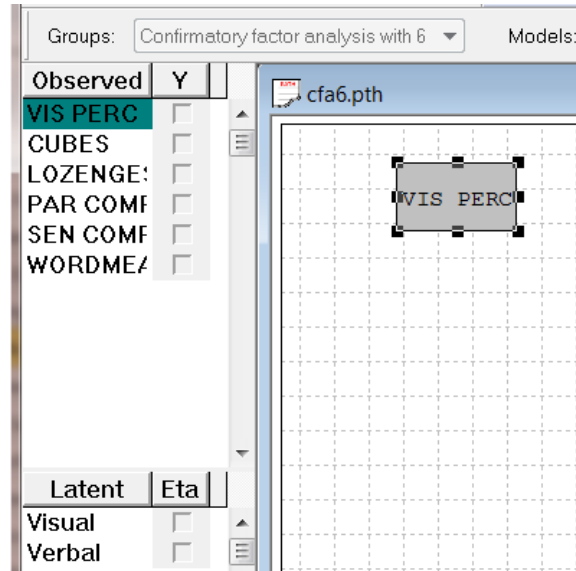 Groups: Confirmatory factor analysis with 6 Models:
Observed Y
cfa6.pth
VIS PERC
VIS PERC
CUBES
LOZENGES
PAR COMP
SEN COMP
WORDMEA
Latent Eta
Visual
Verbal